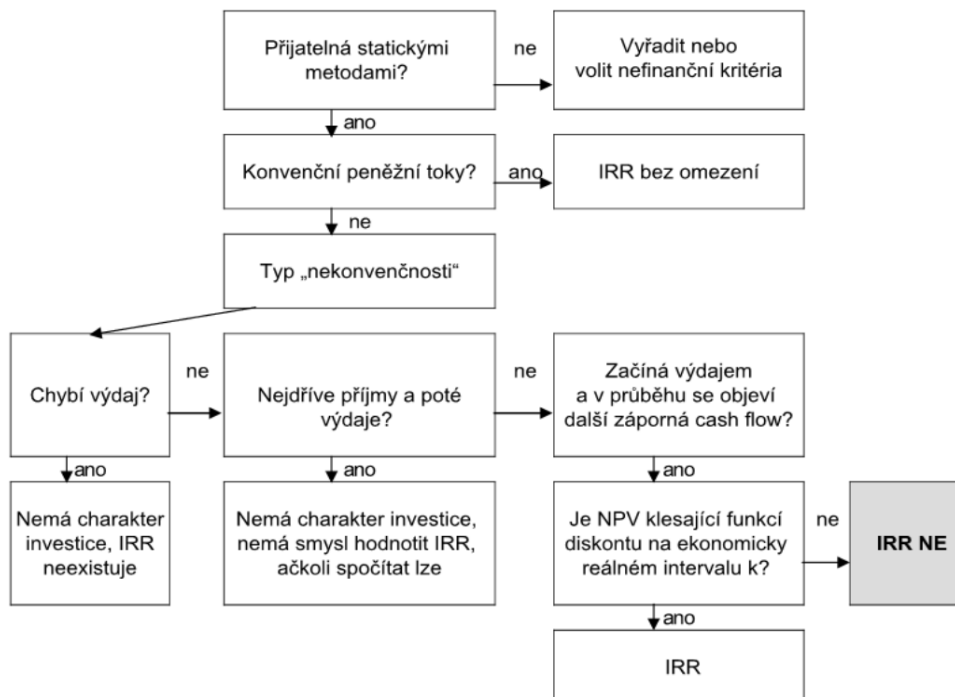 Přijatelná statickými
metodami?
ne
Vyřadit nebo
volit nefinanční kritéria
ano
Konvenční peněžní toky?
ano
IRR bez omezení
ne
Typ „nekonvenčnosti“
Chybí výdaj?
ne
Nejdříve příjmy a poté
výdaje?
ne
Začíná výdajem
a v průběhu se objeví
další záporná cash flow?
ano
ano
ano
Nemá charakter
investice, IRR
neexistuje
Nemá charakter investice,
nemá smysl hodnotit IRR,
ačkoli spočítat lze
Je NPV klesající funkcí
diskontu na ekonomicky
reálném intervalu k?
ne
IRR NE
ano
IRR